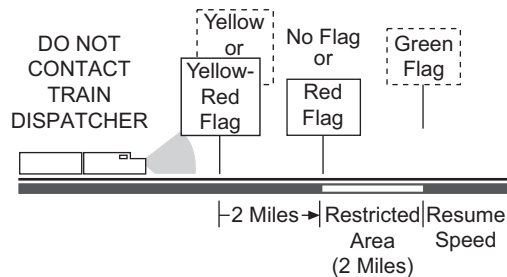 DO NOT
CONTACT
TRAIN
DISPATCHER
Yellow
or
Yellow-
Red
Flag
No Flag
or
Red
Flag
Green
Flag
2 Miles
Restricted
Area
(2 Miles)
Resume
Speed